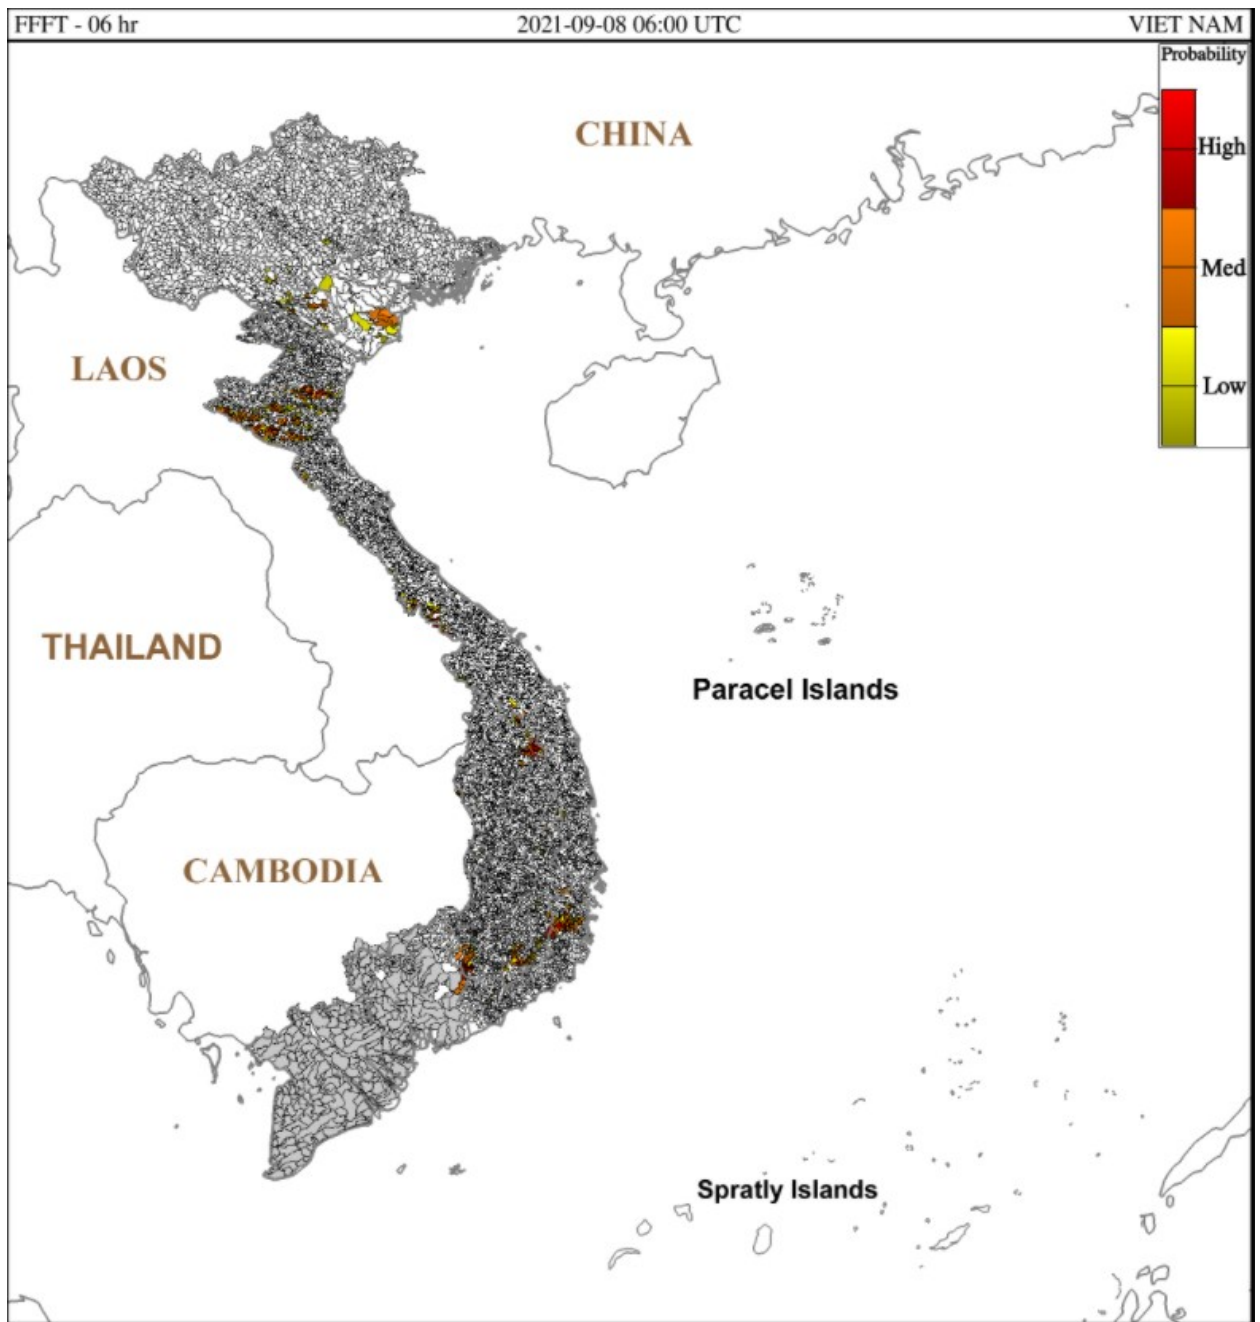 FFFT - 06 hr 2021-09-08 06:00 UTC VIET NAM
Probability
CHINA
High
Med
LAOS
Low
THAILAND
Paracel Islands
CAMBODIA
Spratly Islands